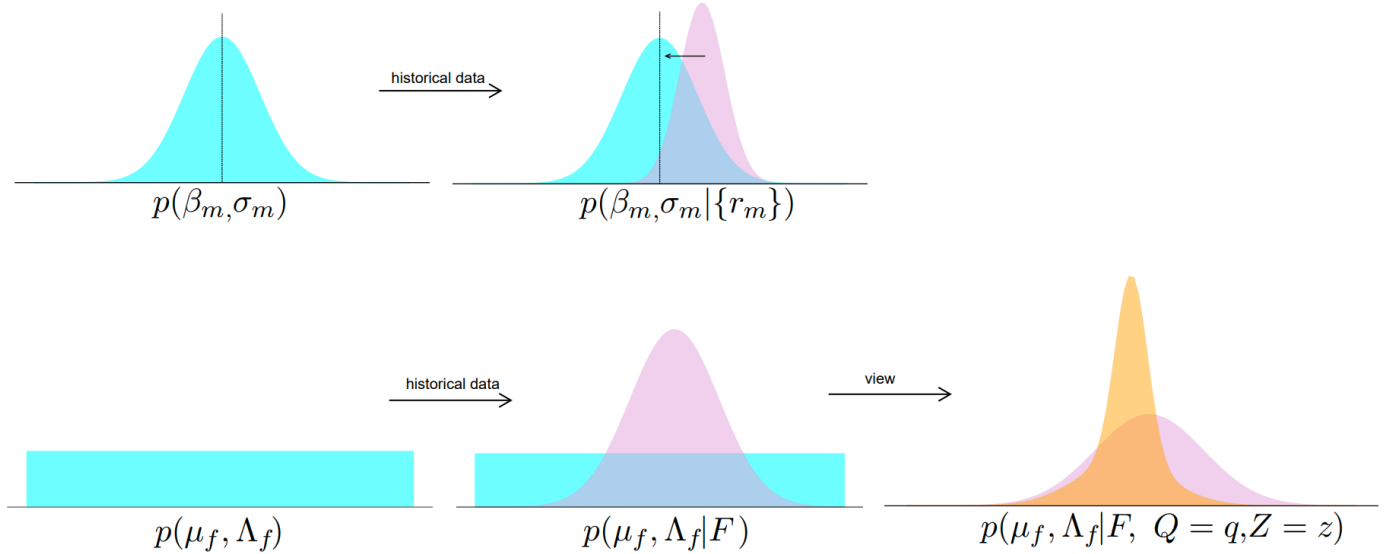 historical data
p(β_m,σ_m)
p(β_m,σ_m|{r_m})
historical data
view
p(μ_f, Λ_f)
p(μ_f, Λ_f|F)
p(μ_f, Λ_f|F, Q = q,Z = z)